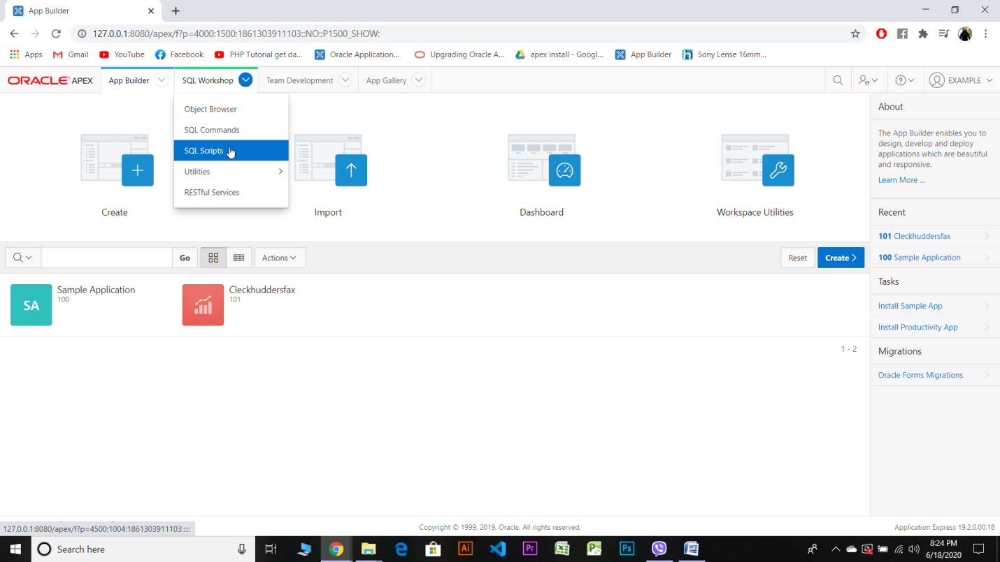 App Builder
127.0.0.1:8080/apex/f?p=4000:1500:1861303911103::NO::P1500_SHOW:
Apps Gmail YouTube Facebook PHP Tutorial get da... Oracle Application... Upgrading Oracle A... apex install - Googl... App Builder Sony Lense 16mm...
ORACLE APEX App Builder SQL Workshop Team Development App Gallery EXAMPLE
Object Browser
SQL Commands
SQL Scripts
Utilities
RESTful Services
Create Import Dashboard Workspace Utilities
About
The App Builder enables you to
design, develop and deploy
applications which are beautiful
and responsive.
Learn More ...
Recent
101 Cleckhuddersfax
100 Sample Application
Tasks
Install Sample App
Install Productivity App
Migrations
Oracle Forms Migrations
Go Actions Reset Create
SA
Sample Application
100
Cleckhuddersfax
101
1 - 2
127.0.0.1:8080/apex/f?p=4500:1004:1861303911103:::::
Copyright © 1999, 2019, Oracle. All rights reserved.
Application Express 19.2.0.00.18
Search here
Ai Pr Ps
8:24 PM
6/18/2020